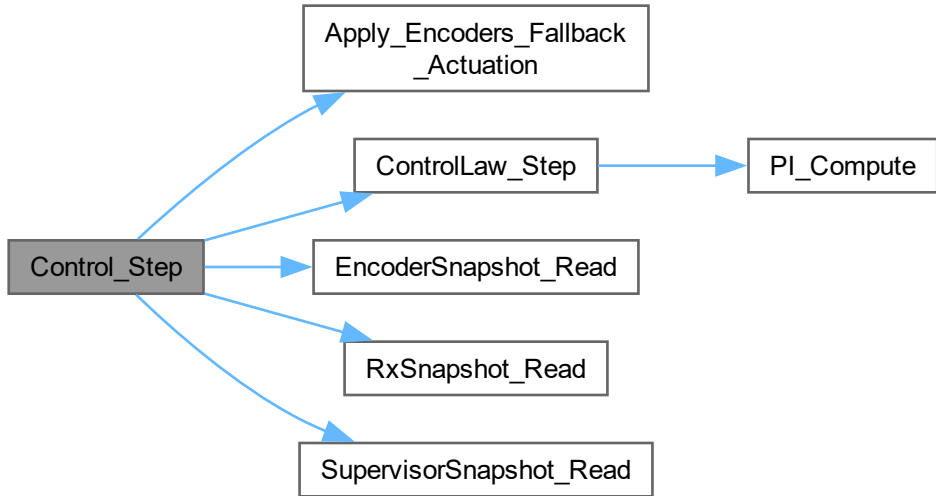 Apply_Encoders_Fallback
_Actuation
ControlLaw_Step
PI_Compute
Control_Step
EncoderSnapshot_Read
RxSnapshot_Read
SupervisorSnapshot_Read